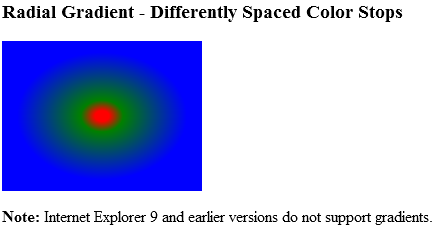 Radial Gradient - Differently Spaced Color Stops
Note: Internet Explorer 9 and earlier versions do not support gradients.